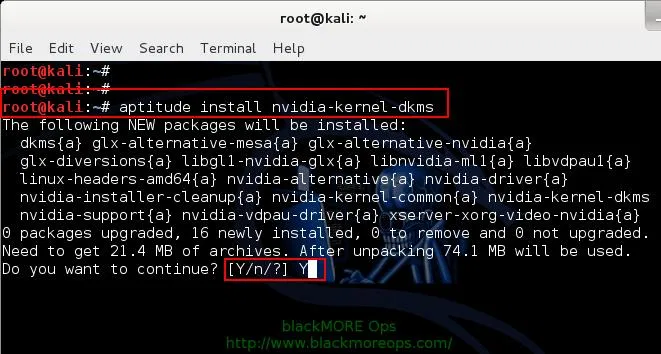 root@kali: ~
File Edit View Search Terminal Help
root@kali:~#
root@kali:~#
root@kali:~# aptitude install nvidia-kernel-dkms
The following NEW packages will be installed:
dkms{a} glx-alternative-mesa{a} glx-alternative-nvidia{a}
glx-diversions{a} libgl1-nvidia-glx{a} libnvidia-ml1{a} libvdpau1{a}
linux-headers-amd64{a} nvidia-alternative{a} nvidia-driver{a}
nvidia-installer-cleanup{a} nvidia-kernel-common{a} nvidia-kernel-dkms
nvidia-support{a} nvidia-vdpau-driver{a} xserver-xorg-video-nvidia{a}
0 packages upgraded, 16 newly installed, 0 to remove and 0 not upgraded.
Need to get 21.4 MB of archives. After unpacking 74.1 MB will be used.
Do you want to continue? [Y/n/?] Y
blackMORE Ops
http://www.blackmoreops.com/